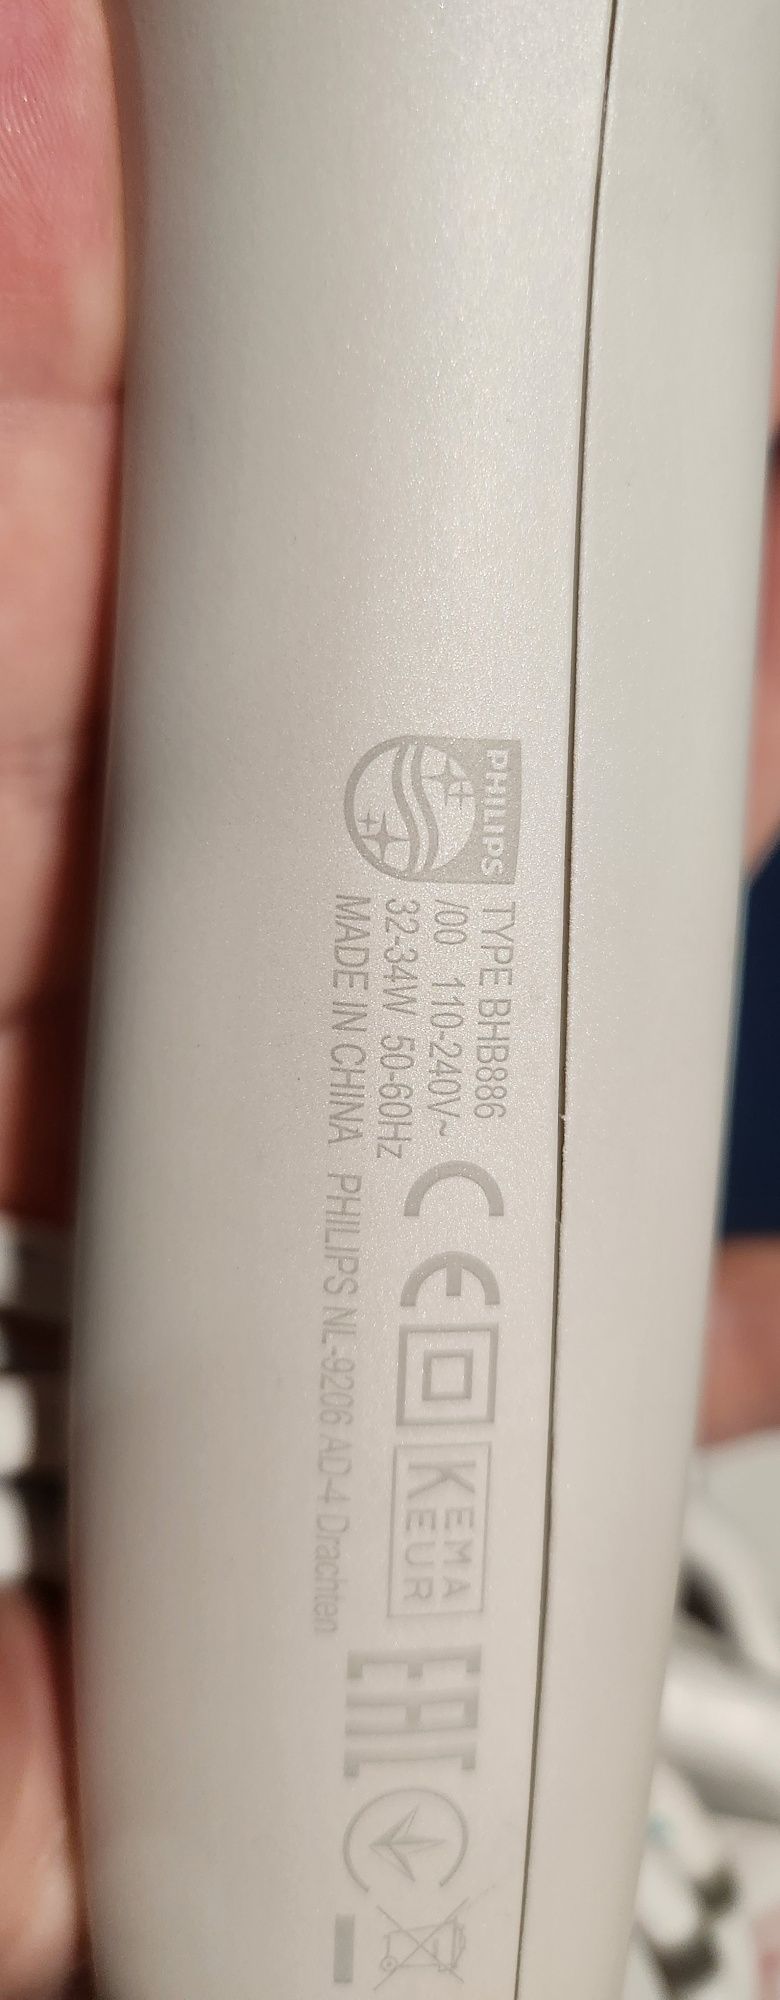 PHILIPS
TYPE BHB886
/00 110-240V~
32-34W 50-60Hz
MADE IN CHINA PHILIPS NL-9206 AD-4 Drachten
CE
KEMA
KEUR
EAC